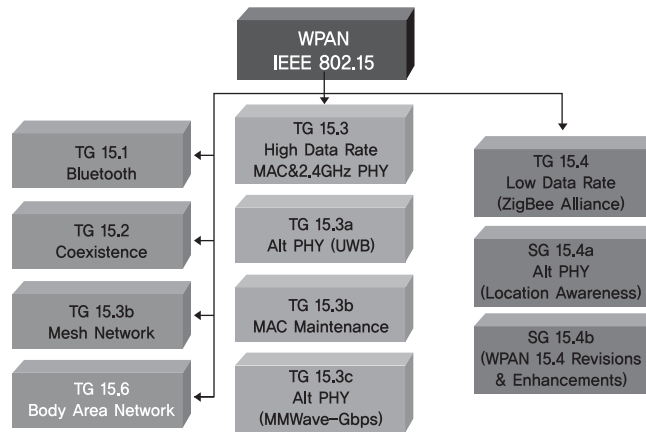 WPAN
IEEE 802.15
TG 15.1
Bluetooth
TG 15.2
Coexistence
TG 15.3b
Mesh Network
TG 15.6
Body Area Network
TG 15.3
High Data Rate
MAC&2.4GHz PHY
TG 15.3a
Alt PHY (UWB)
TG 15.3b
MAC Maintenance
TG 15.3c
Alt PHY
(MMWave-Gbps)
TG 15.4
Low Data Rate
(ZigBee Alliance)
SG 15.4a
Alt PHY
(Location Awareness)
SG 15.4b
(WPAN 15.4 Revisions
& Enhancements)